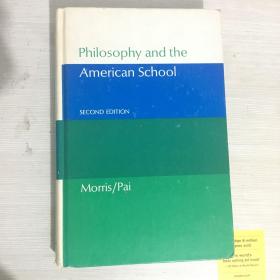 Philosophy and the
American School
SECOND EDITION
Morris/Pai